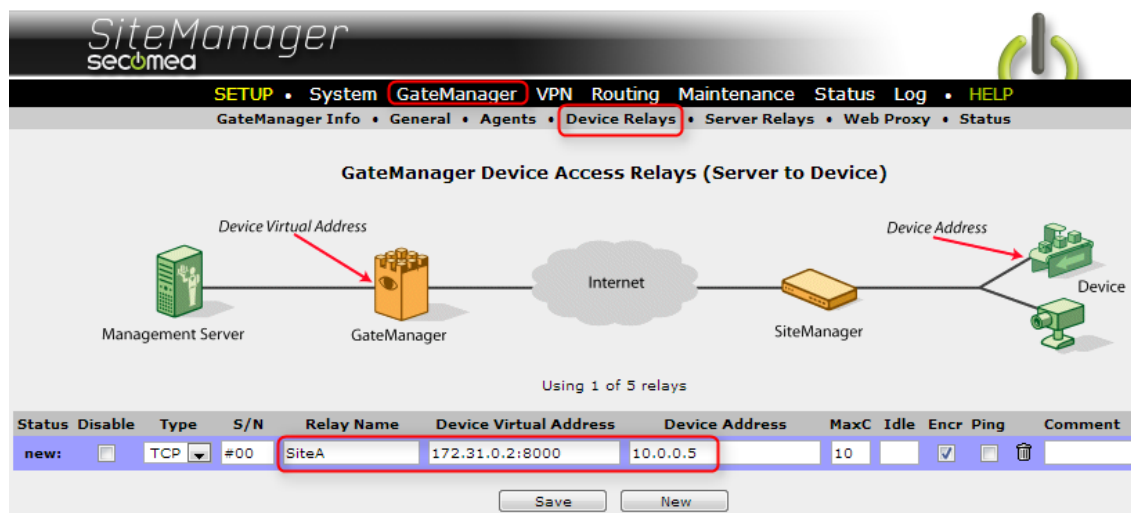 SiteManager
secomea
SETUP • System GateManager VPN Routing Maintenance Status Log • HELP
GateManager Info • General • Agents • Device Relays • Server Relays • Web Proxy • Status
GateManager Device Access Relays (Server to Device)
Device Virtual Address
Device Address
Internet
Device
Management Server
GateManager
SiteManager
Using 1 of 5 relays
Status Disable Type S/N Relay Name Device Virtual Address Device Address MaxC Idle Encr Ping Comment
new: TCP #00 SiteA 172.31.0.2:8000 10.0.0.5 10
Save New